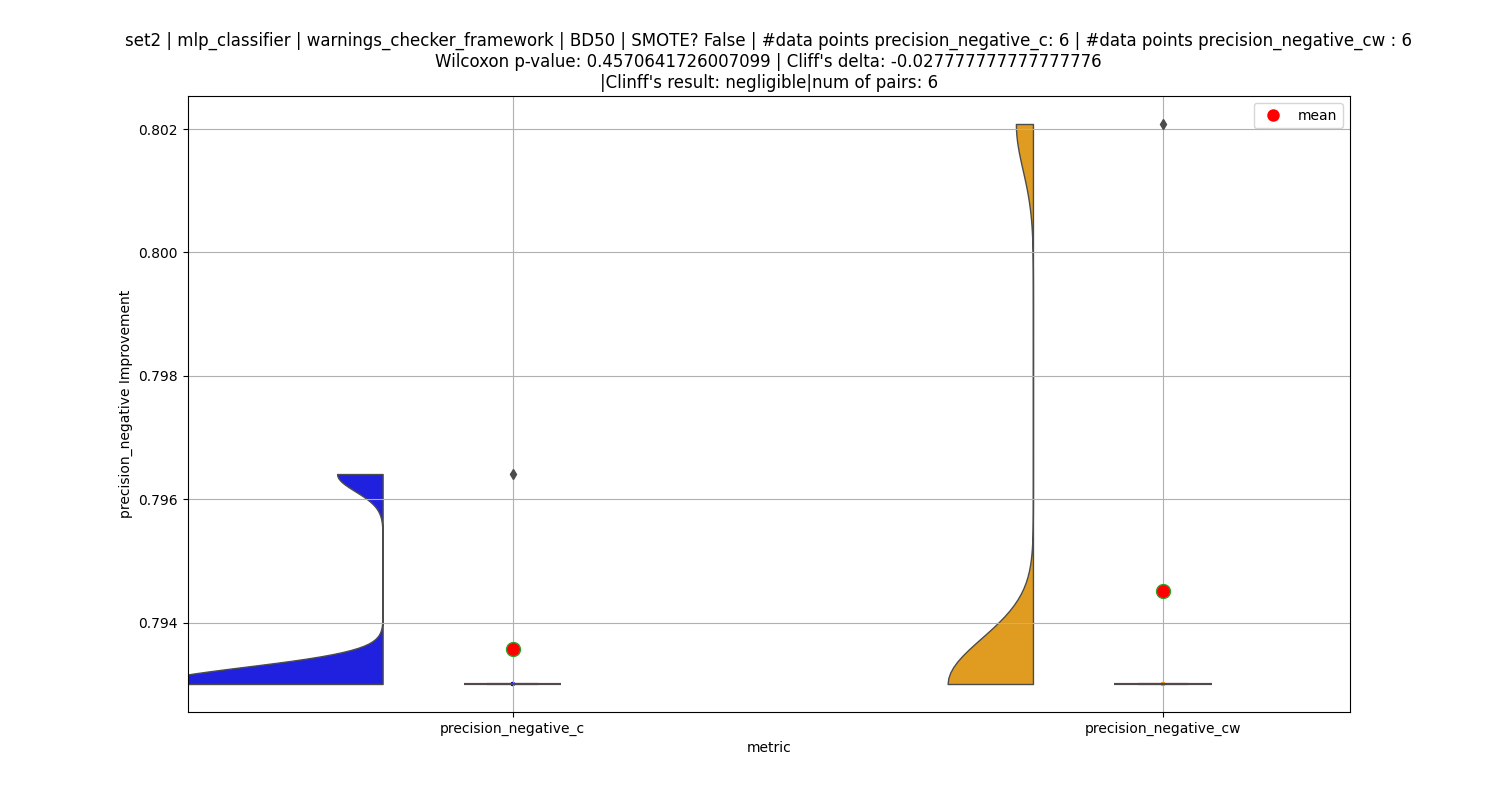 set2 | mlp_classifier | warnings_checker_framework | BD50 | SMOTE? False | #data points precision_negative_c: 6 | #data points precision_negative_cw : 6
Wilcoxon p-value: 0.4570641726007099 | Cliff's delta: -0.027777777777777776
|Clinff's result: negligible|num of pairs: 6
mean
0.802
0.800
0.798
0.796
0.794
precision_negative Improvement
precision_negative_c
precision_negative_cw
metric